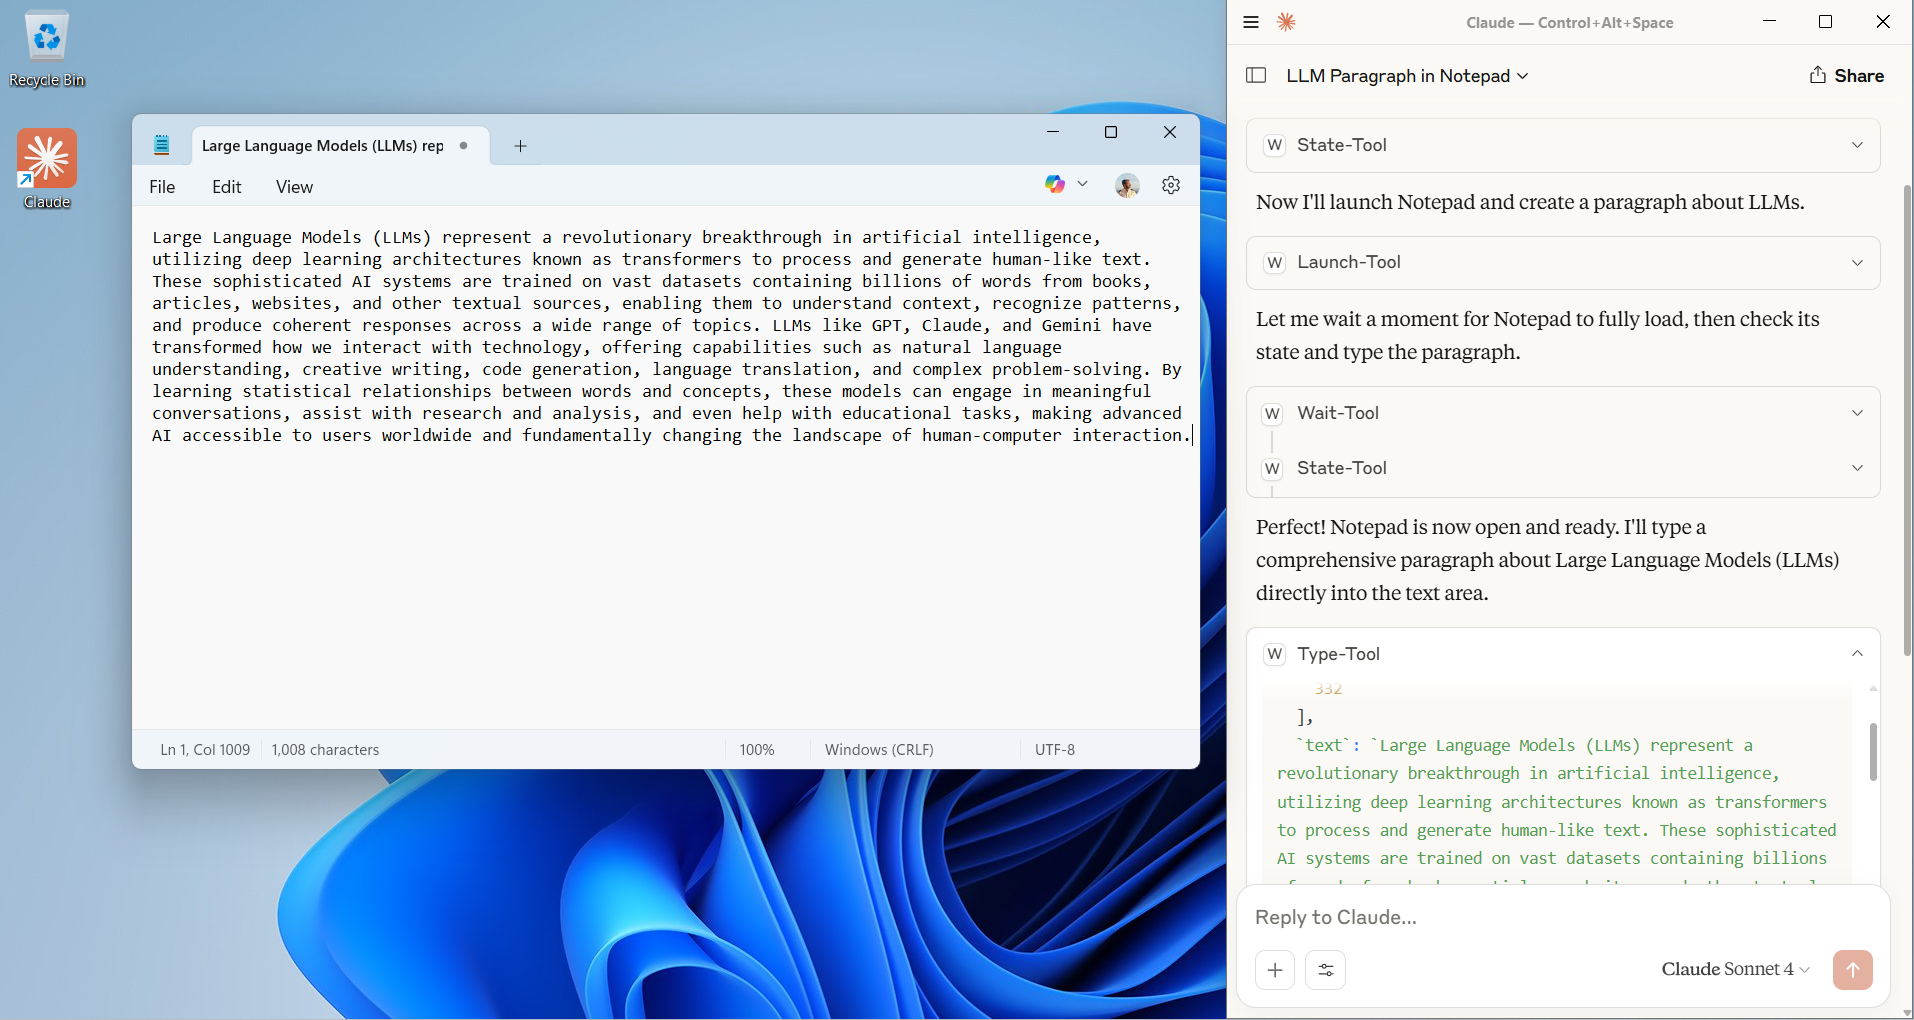 Recycle Bin
Claude
Large Language Models (LLMs) rep
File Edit View
Large Language Models (LLMs) represent a revolutionary breakthrough in artificial intelligence,
utilizing deep learning architectures known as transformers to process and generate human-like text.
These sophisticated AI systems are trained on vast datasets containing billions of words from books,
articles, websites, and other textual sources, enabling them to understand context, recognize patterns,
and produce coherent responses across a wide range of topics. LLMs like GPT, Claude, and Gemini have
transformed how we interact with technology, offering capabilities such as natural language
understanding, creative writing, code generation, language translation, and complex problem-solving. By
learning statistical relationships between words and concepts, these models can engage in meaningful
conversations, assist with research and analysis, and even help with educational tasks, making advanced
AI accessible to users worldwide and fundamentally changing the landscape of human-computer interaction.
Ln 1, Col 1009 1,008 characters 100% Windows (CRLF) UTF-8
Claude — Control+Alt+Space
LLM Paragraph in Notepad
Share
W State-Tool
Now I'll launch Notepad and create a paragraph about LLMs.
W Launch-Tool
Let me wait a moment for Notepad to fully load, then check its
state and type the paragraph.
W Wait-Tool
W State-Tool
Perfect! Notepad is now open and ready. I'll type a
comprehensive paragraph about Large Language Models (LLMs)
directly into the text area.
W Type-Tool
332
],
`text`: `Large Language Models (LLMs) represent a
revolutionary breakthrough in artificial intelligence,
utilizing deep learning architectures known as transformers
to process and generate human-like text. These sophisticated
AI systems are trained on vast datasets containing billions
Reply to Claude...
Claude Sonnet 4